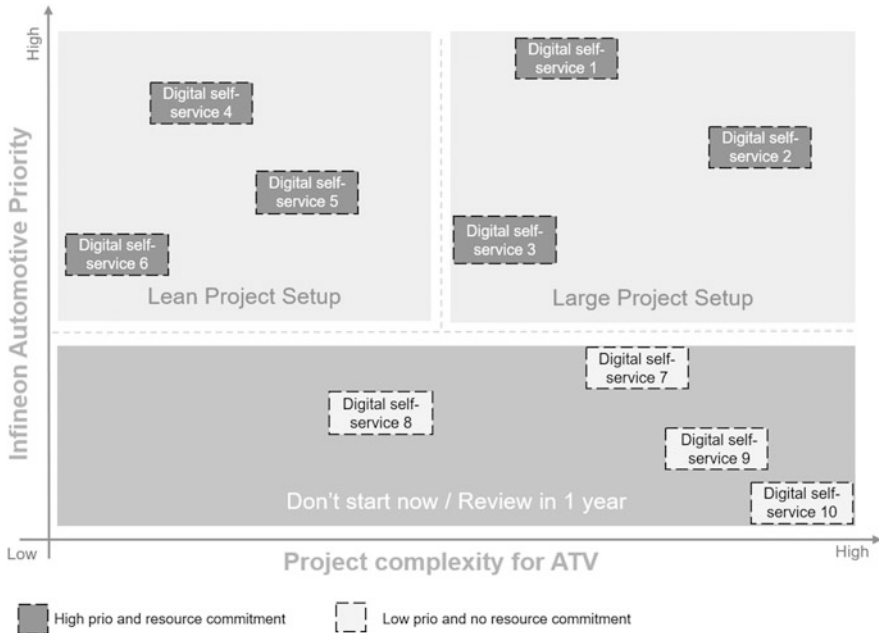 High
Infineon Automotive Priority
Digital self-
service 1
Digital self-
service 4
Digital self-
service 2
Digital self-
service 5
Digital self-
service 3
Digital self-
service 6
Lean Project Setup
Large Project Setup
Digital self-
service 7
Digital self-
service 8
Digital self-
service 9
Digital self-
service 10
Don't start now / Review in 1 year
Low
Project complexity for ATV
High
High prio and resource commitment
Low prio and no resource commitment